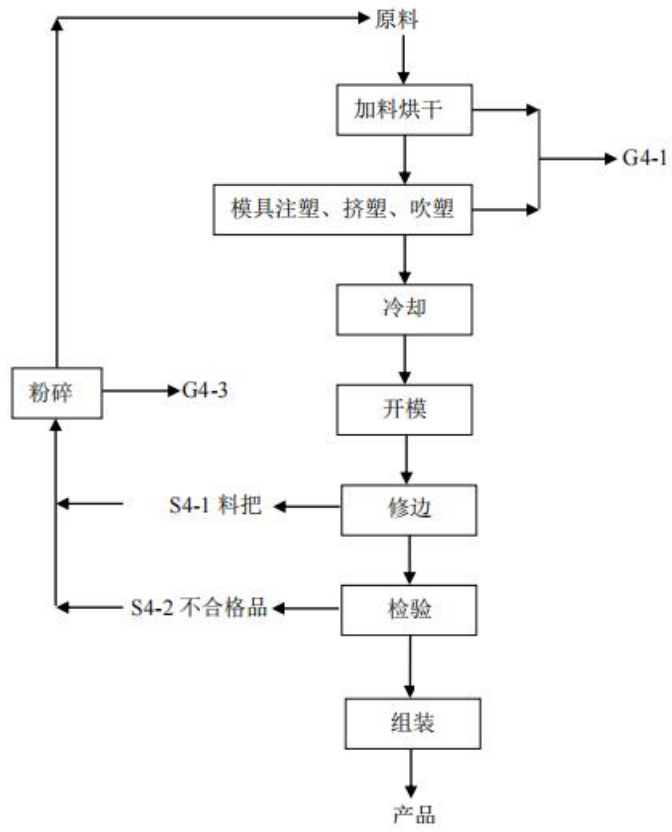 原料
加料烘干
G4-1
模具注塑、挤塑、吹塑
冷却
粉碎
G4-3
开模
S4-1 料把
修边
S4-2 不合格品
检验
组装
产品